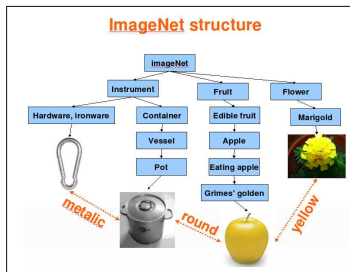 ImageNet structure
imageNet
Instrument
Fruit
Flower
Hardware, ironware
Container
Edible fruit
Marigold
Vessel
Apple
Pot
Eating apple
Grimes' golden
metalic
round
yellow